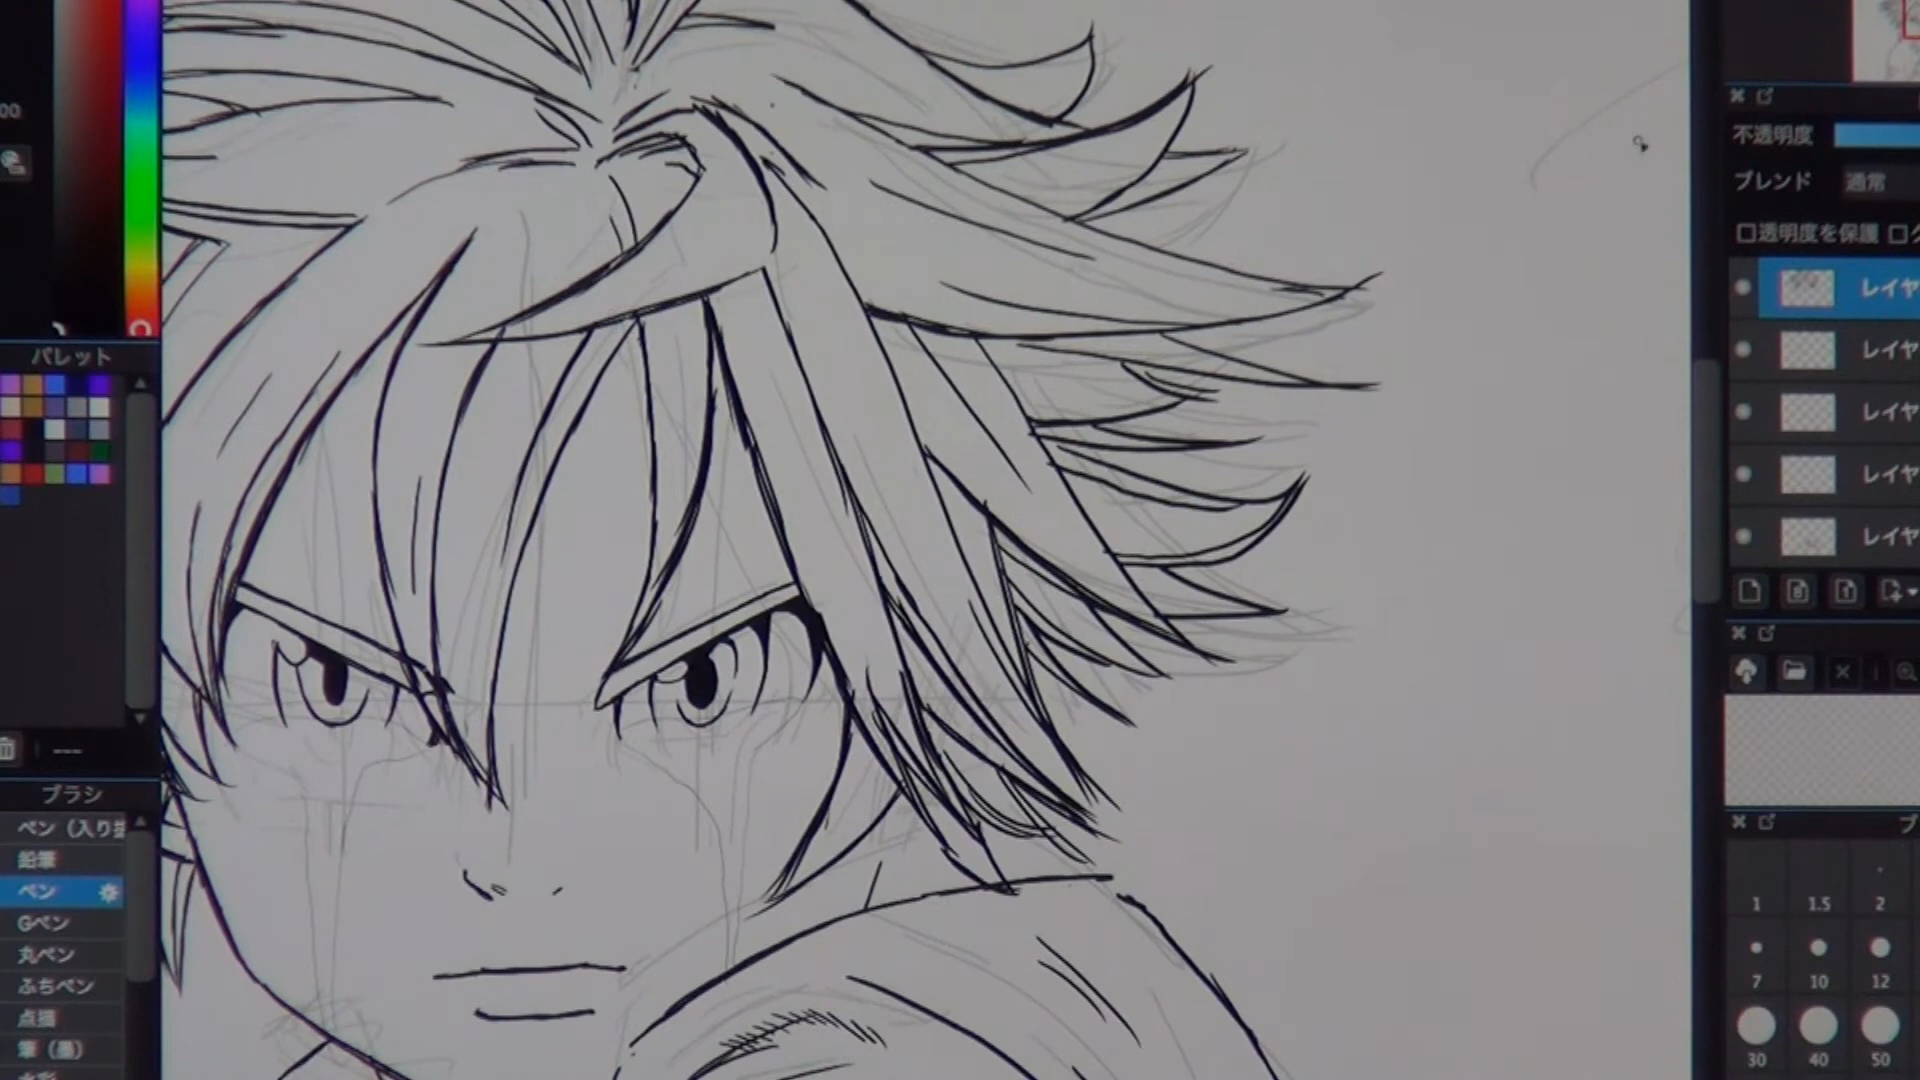 00
パレット
---
ブラシ
ペン（入り抜
鉛筆
ペン
Gペン
丸ペン
ふちペン
点描
筆（墨）
水彩
不透明度
ブレンド 通常
透明度を保護
レイヤ
レイヤ
レイヤ
レイヤ
レイヤ
ブ
1 1.5 2
7 10 12
30 40 50